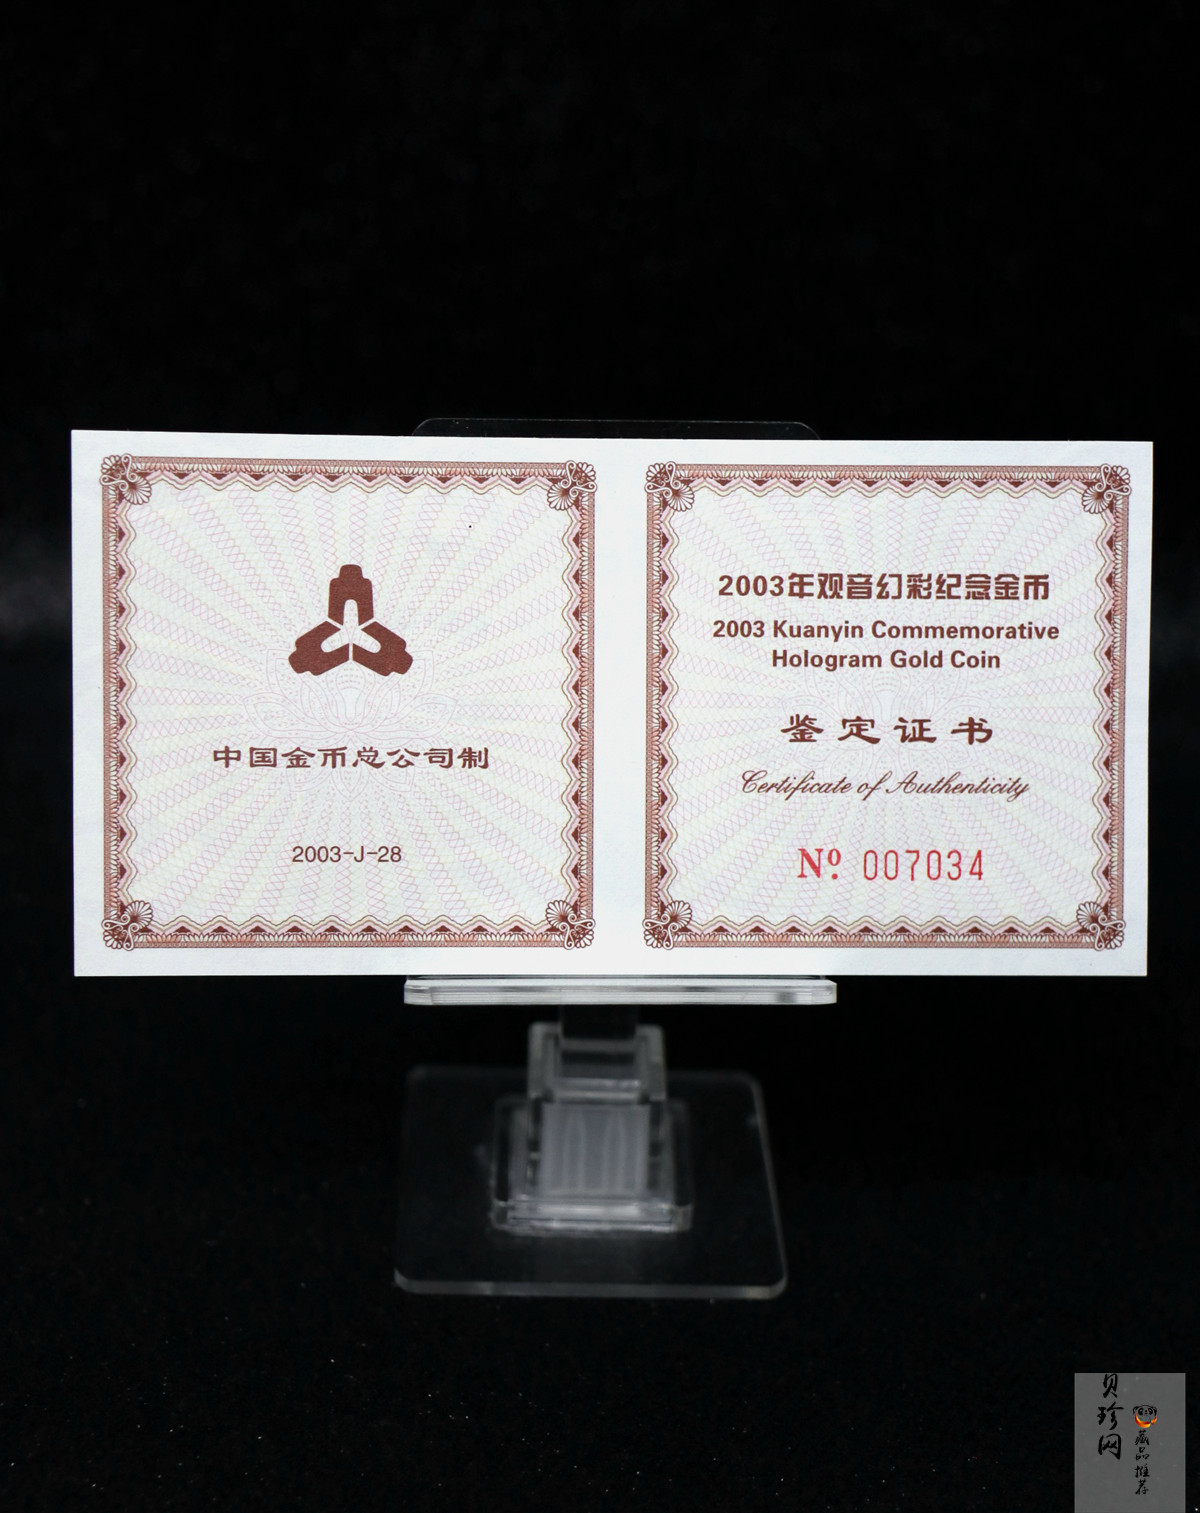 中国金币总公司制
2003-J-28
2003年观音幻彩纪念金币
2003 Kuanyin Commemorative
Hologram Gold Coin
鉴定证书
Certificate of Authenticity
Nº 007034
贝珍网
藏品推荐